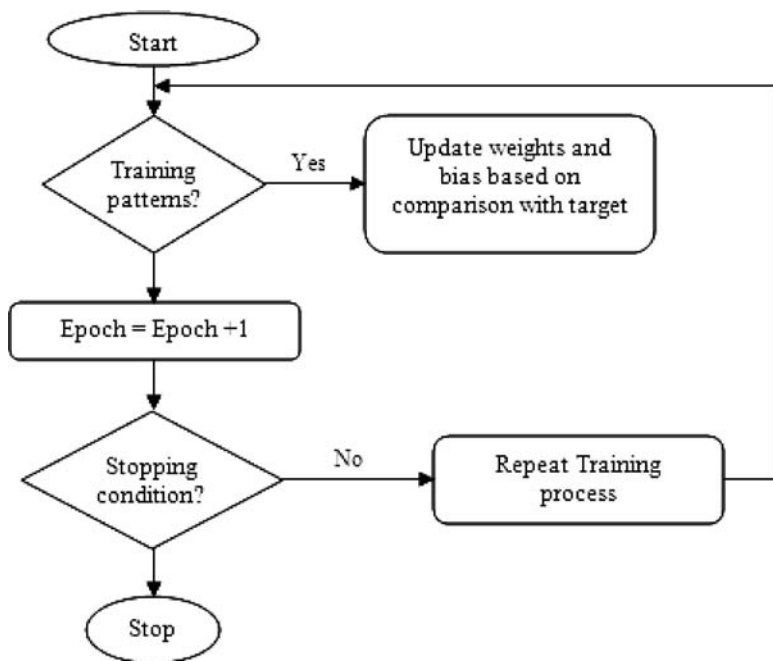 Start
Training
patterns?
Yes
Update weights and
bias based on
comparison with target
Epoch = Epoch +1
Stopping
condition?
No
Repeat Training
process
Stop